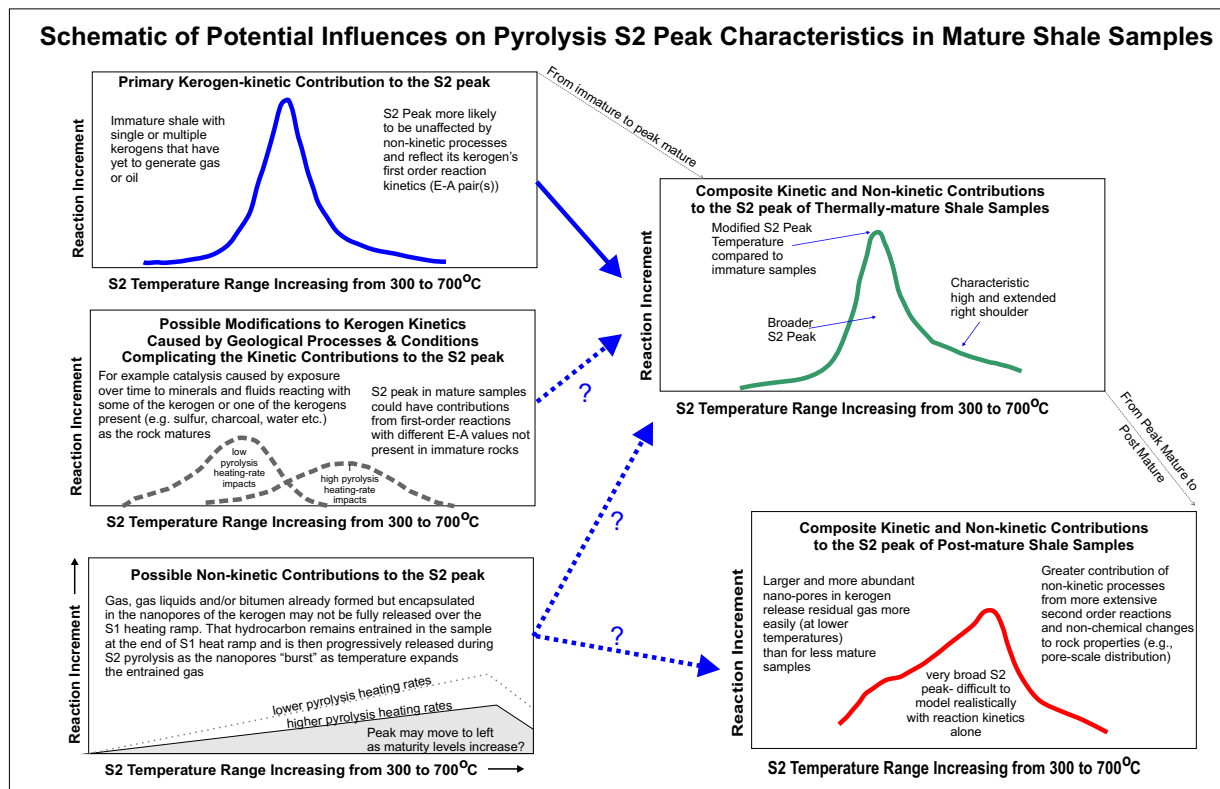 Schematic of Potential Influences on Pyrolysis S2 Peak Characteristics in Mature Shale Samples
Primary Kerogen-kinetic Contribution to the S2 peak
Immature shale with
single or multiple
kerogens that have
yet to generate gas
or oil
S2 Peak more likely
to be unaffected by
non-kinetic processes
and reflect its kerogen's
first order reaction
kinetics (E-A pair(s))
Reaction Increment
S2 Temperature Range Increasing from 300 to 700°C
From immature to peak mature
Possible Modifications to Kerogen Kinetics
Caused by Geological Processes & Conditions
Complicating the Kinetic Contributions to the S2 peak
For example catalysis caused by exposure
over time to minerals and fluids reacting with
some of the kerogen or one of the kerogens
present (e.g. sulfur, charcoal, water etc.)
as the rock matures
S2 peak in mature samples
could have contributions
from first-order reactions
with different E-A values not
present in immature rocks
low
pyrolysis
heating-rate
impacts
high pyrolysis
heating-rate
impacts
Reaction Increment
S2 Temperature Range Increasing from 300 to 700°C
?
Possible Non-kinetic Contributions to the S2 peak
Gas, gas liquids and/or bitumen already formed but encapsulated
in the nanopores of the kerogen may not be fully released over the
S1 heating ramp. That hydrocarbon remains entrained in the sample
at the end of S1 heat ramp and is then progressively released during
S2 pyrolysis as the nanopores “burst” as temperature expands
the entrained gas
lower pyrolysis heating rates
higher pyrolysis heating rates
Peak may move to left
as maturity levels increase?
Reaction Increment
S2 Temperature Range Increasing from 300 to 700°C
?
?
Composite Kinetic and Non-kinetic Contributions
to the S2 peak of Thermally-mature Shale Samples
Modified S2 Peak
Temperature
compared to
immature samples
Broader
S2 Peak
Characteristic
high and extended
right shoulder
Reaction Increment
S2 Temperature Range Increasing from 300 to 700°C
From Peak Mature to
Post Mature
Composite Kinetic and Non-kinetic Contributions
to the S2 peak of Post-mature Shale Samples
Larger and more abundant
nano-pores in kerogen
release residual gas more
easily (at lower
temperatures)
than for less mature
samples
Greater contribution of
non-kinetic processes
from more extensive
second order reactions
and non-chemical changes
to rock properties (e.g.,
pore-scale distribution)
very broad S2
peak- difficult to
model realistically
with reaction kinetics
alone
Reaction Increment
S2 Temperature Range Increasing from 300 to 700°C